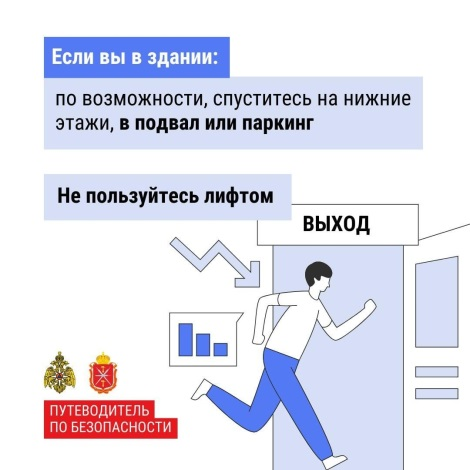 Если вы в здании:
по возможности, спуститесь на нижние
этажи, в подвал или паркинг
Не пользуйтесь лифтом
ВЫХОД
ПУТЕВОДИТЕЛЬ
ПО БЕЗОПАСНОСТИ